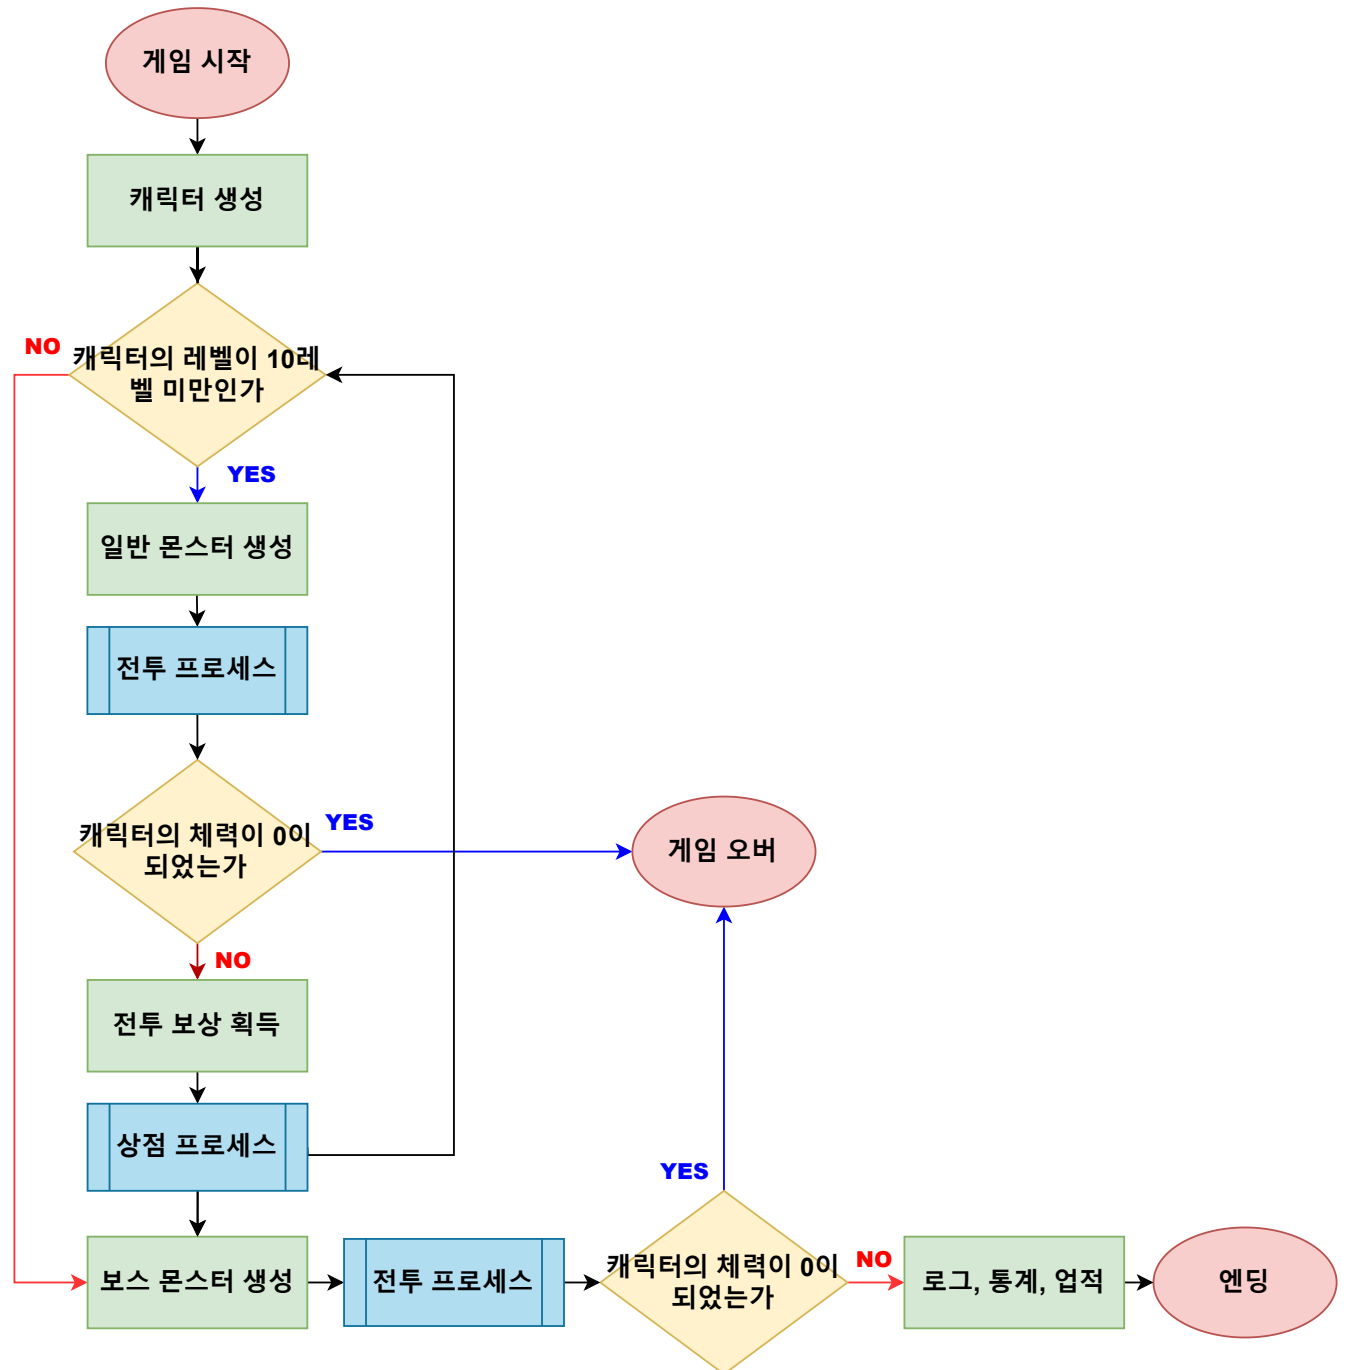 게임 시작
캐릭터 생성
NO
캐릭터의 레벨이 10레
벨 미만인가
YES
일반 몬스터 생성
전투 프로세스
캐릭터의 체력이 0이
되었는가
YES
게임 오버
NO
전투 보상 획득
상점 프로세스
YES
보스 몬스터 생성
전투 프로세스
캐릭터의 체력이 0이
되었는가
NO
로그, 통계, 업적
엔딩